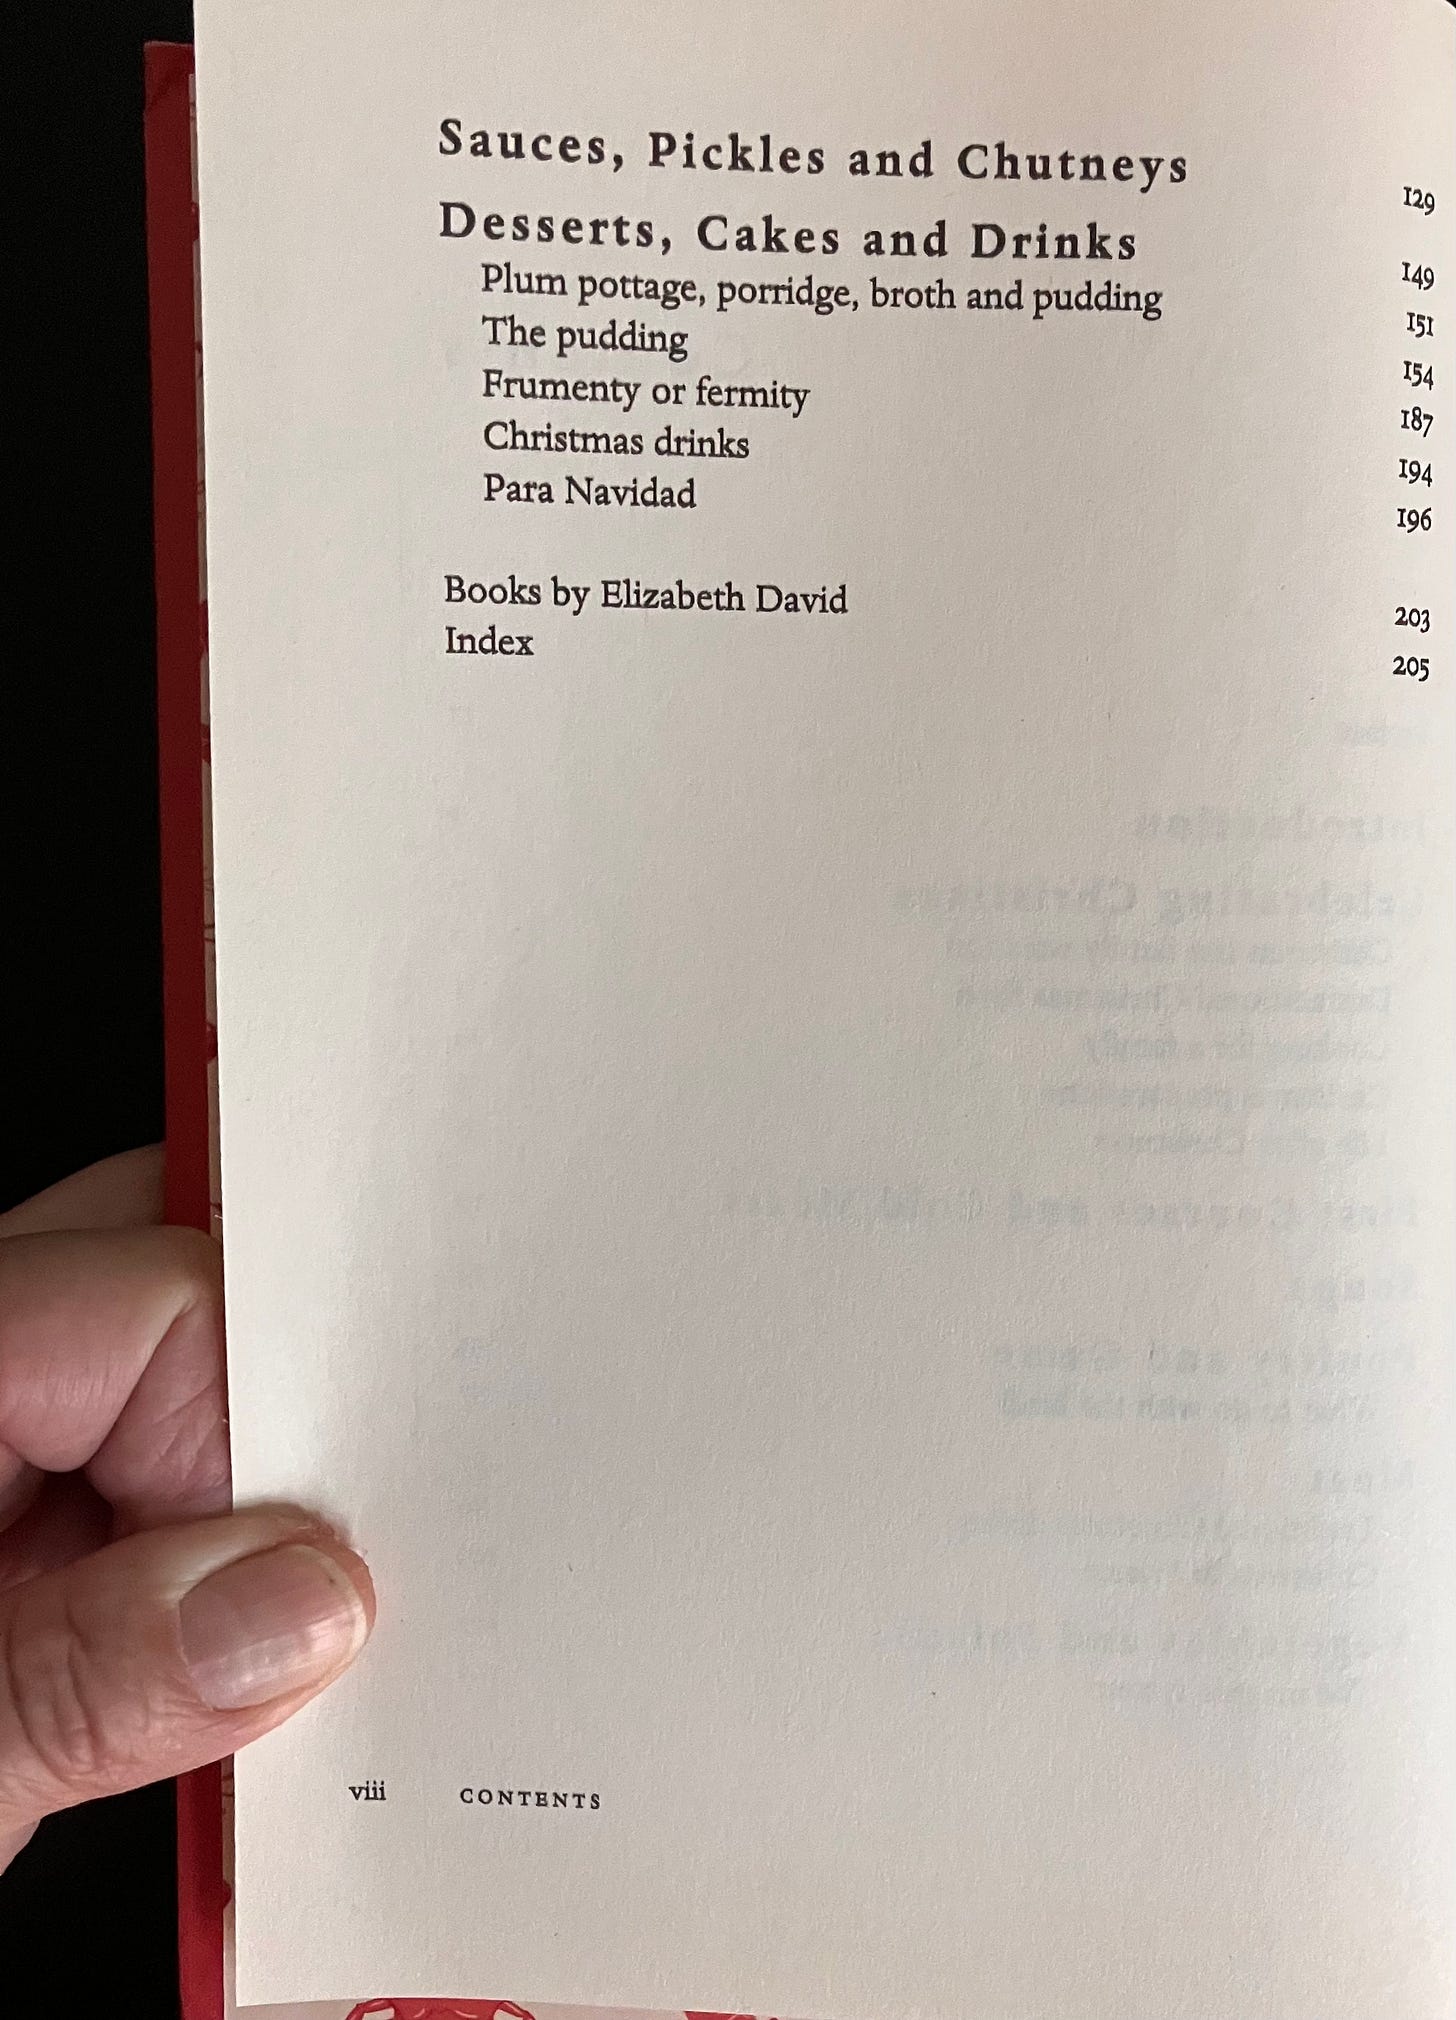 Sauces, Pickles and Chutneys 129
Desserts, Cakes and Drinks 149
Plum pottage, porridge, broth and pudding 151
The pudding 154
Frumenty or fermity 187
Christmas drinks 194
Para Navidad 196
Books by Elizabeth David 203
Index 205
viii CONTENTS